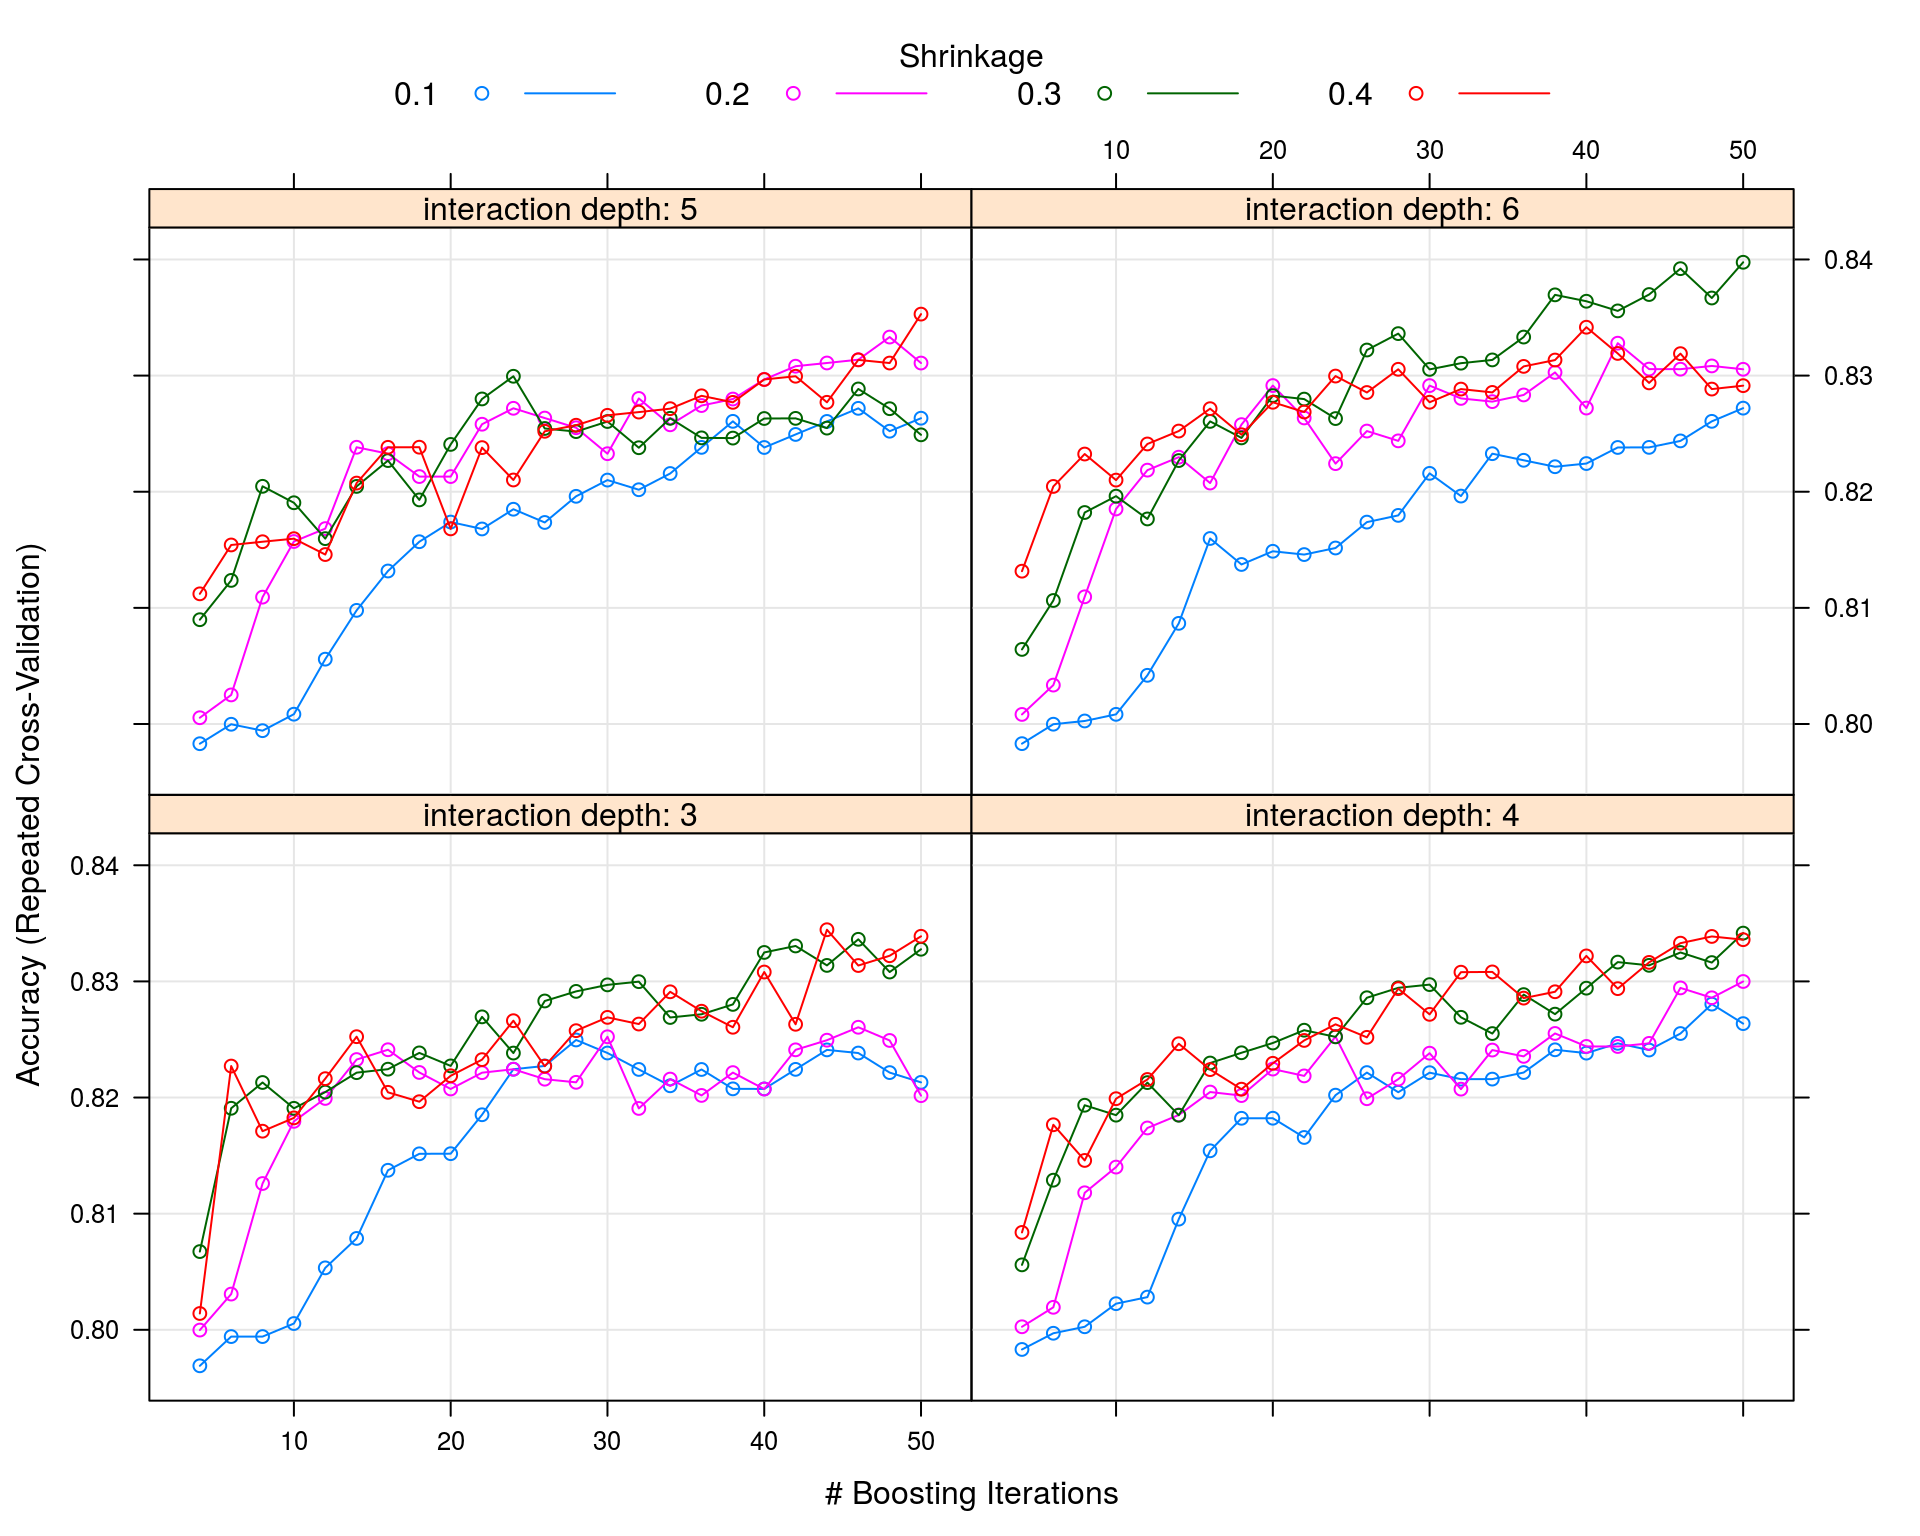 Shrinkage
0.1 0.2 0.3 0.4
10 20 30 40 50
interaction depth: 5 interaction depth: 6
0.84
0.83
0.82
0.81
0.80
interaction depth: 3 interaction depth: 4
0.84
0.83
0.82
0.81
0.80
Accuracy (Repeated Cross-Validation)
10 20 30 40 50
# Boosting Iterations